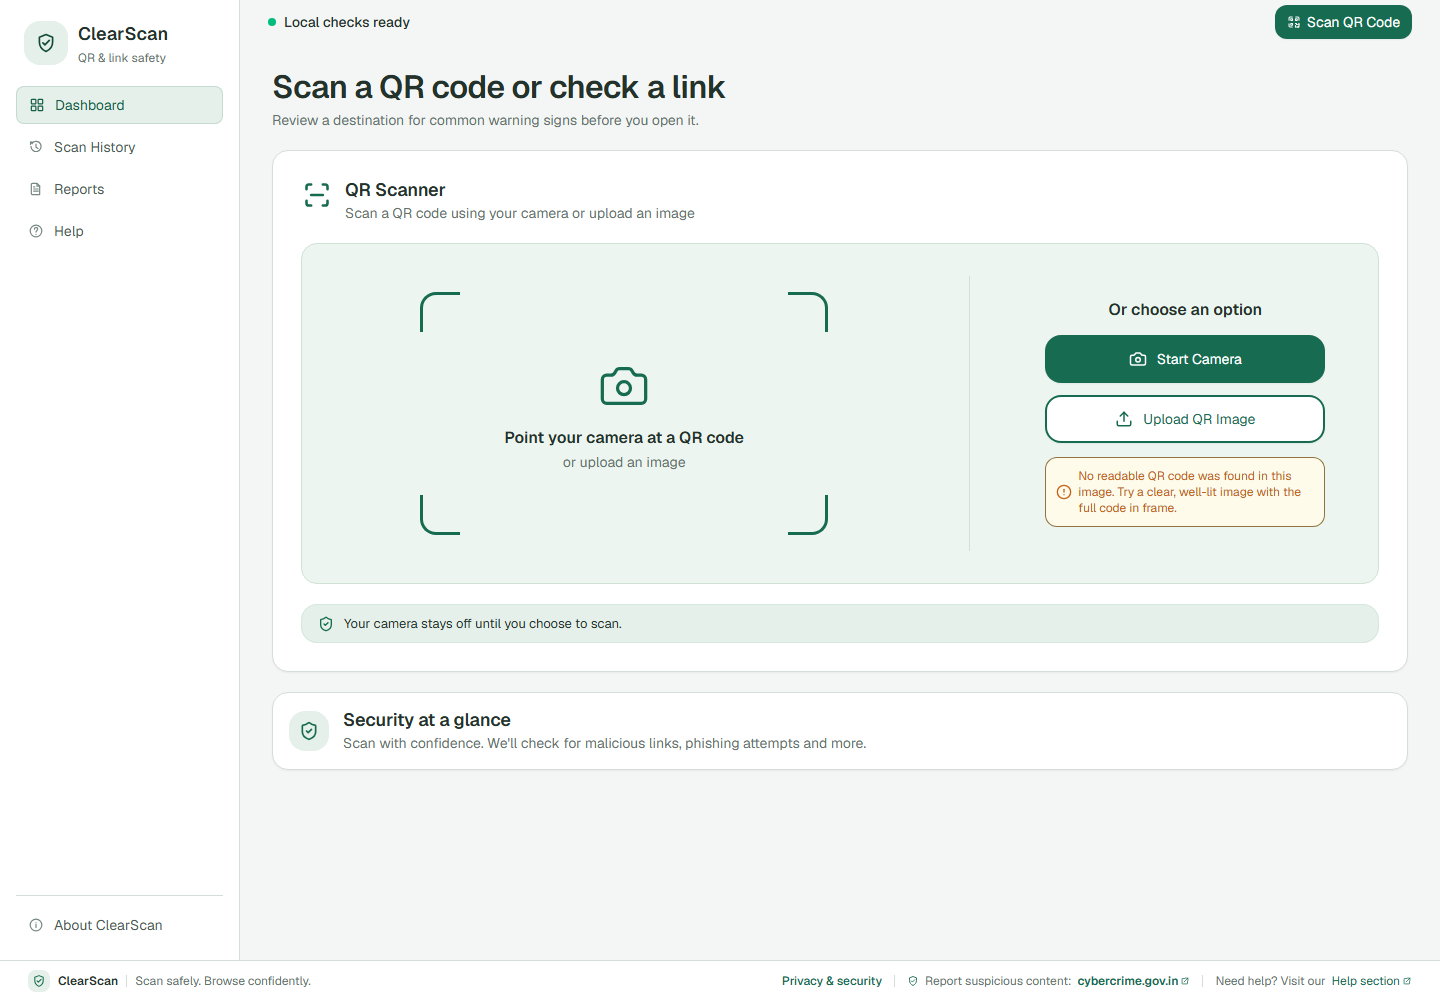 ClearScan
QR & link safety
Dashboard
Scan History
Reports
Help
About ClearScan
Local checks ready
Scan QR Code
Scan a QR code or check a link
Review a destination for common warning signs before you open it.
QR Scanner
Scan a QR code using your camera or upload an image
Point your camera at a QR code
or upload an image
Or choose an option
Start Camera
Upload QR Image
No readable QR code was found in this
image. Try a clear, well-lit image with the
full code in frame.
Your camera stays off until you choose to scan.
Security at a glance
Scan with confidence. We'll check for malicious links, phishing attempts and more.
ClearScan Scan safely. Browse confidently. Privacy & security Report suspicious content: cybercrime.gov.in Need help? Visit our Help section